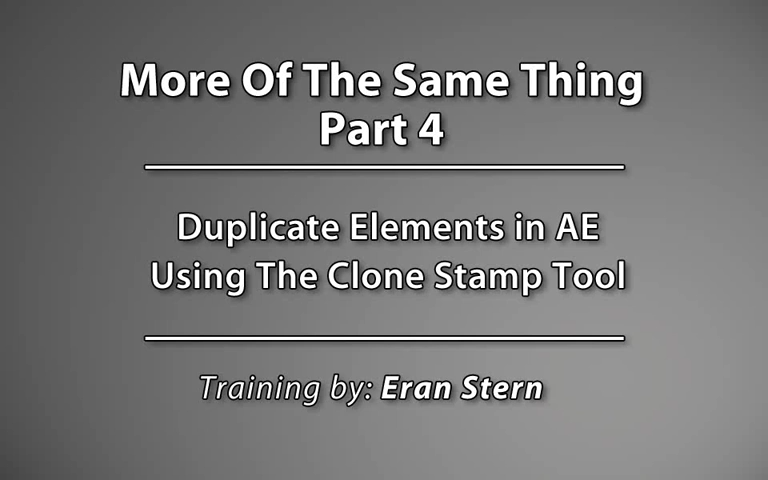 More Of The Same Thing
Part 4
Duplicate Elements in AE
Using The Clone Stamp Tool
Training by: Eran Stern